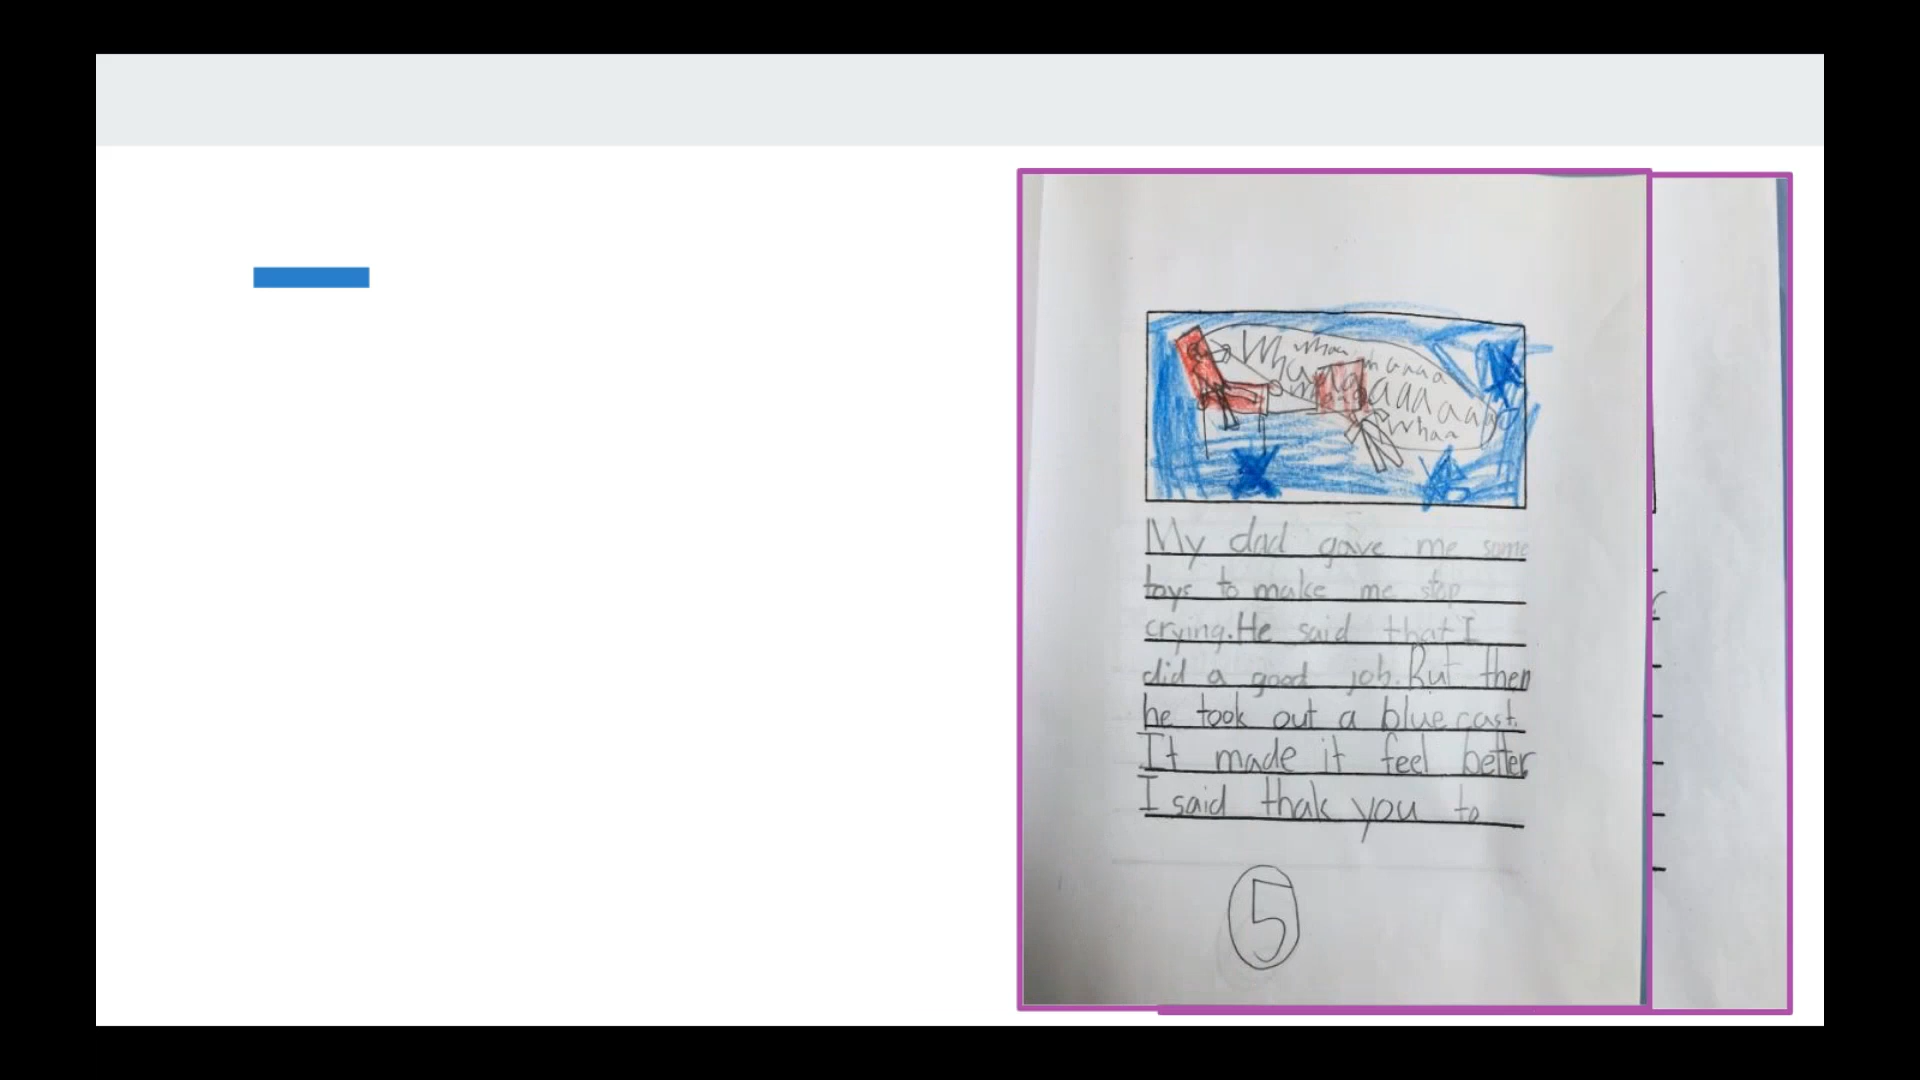 Whaaaaaaaaa
whaa
whaaaa
whaa
My dad gave me some
toys to make me stop
crying. He said that I
did a good job. But then
he took out a blue cast.
It made it feel better
I said thak you to
5